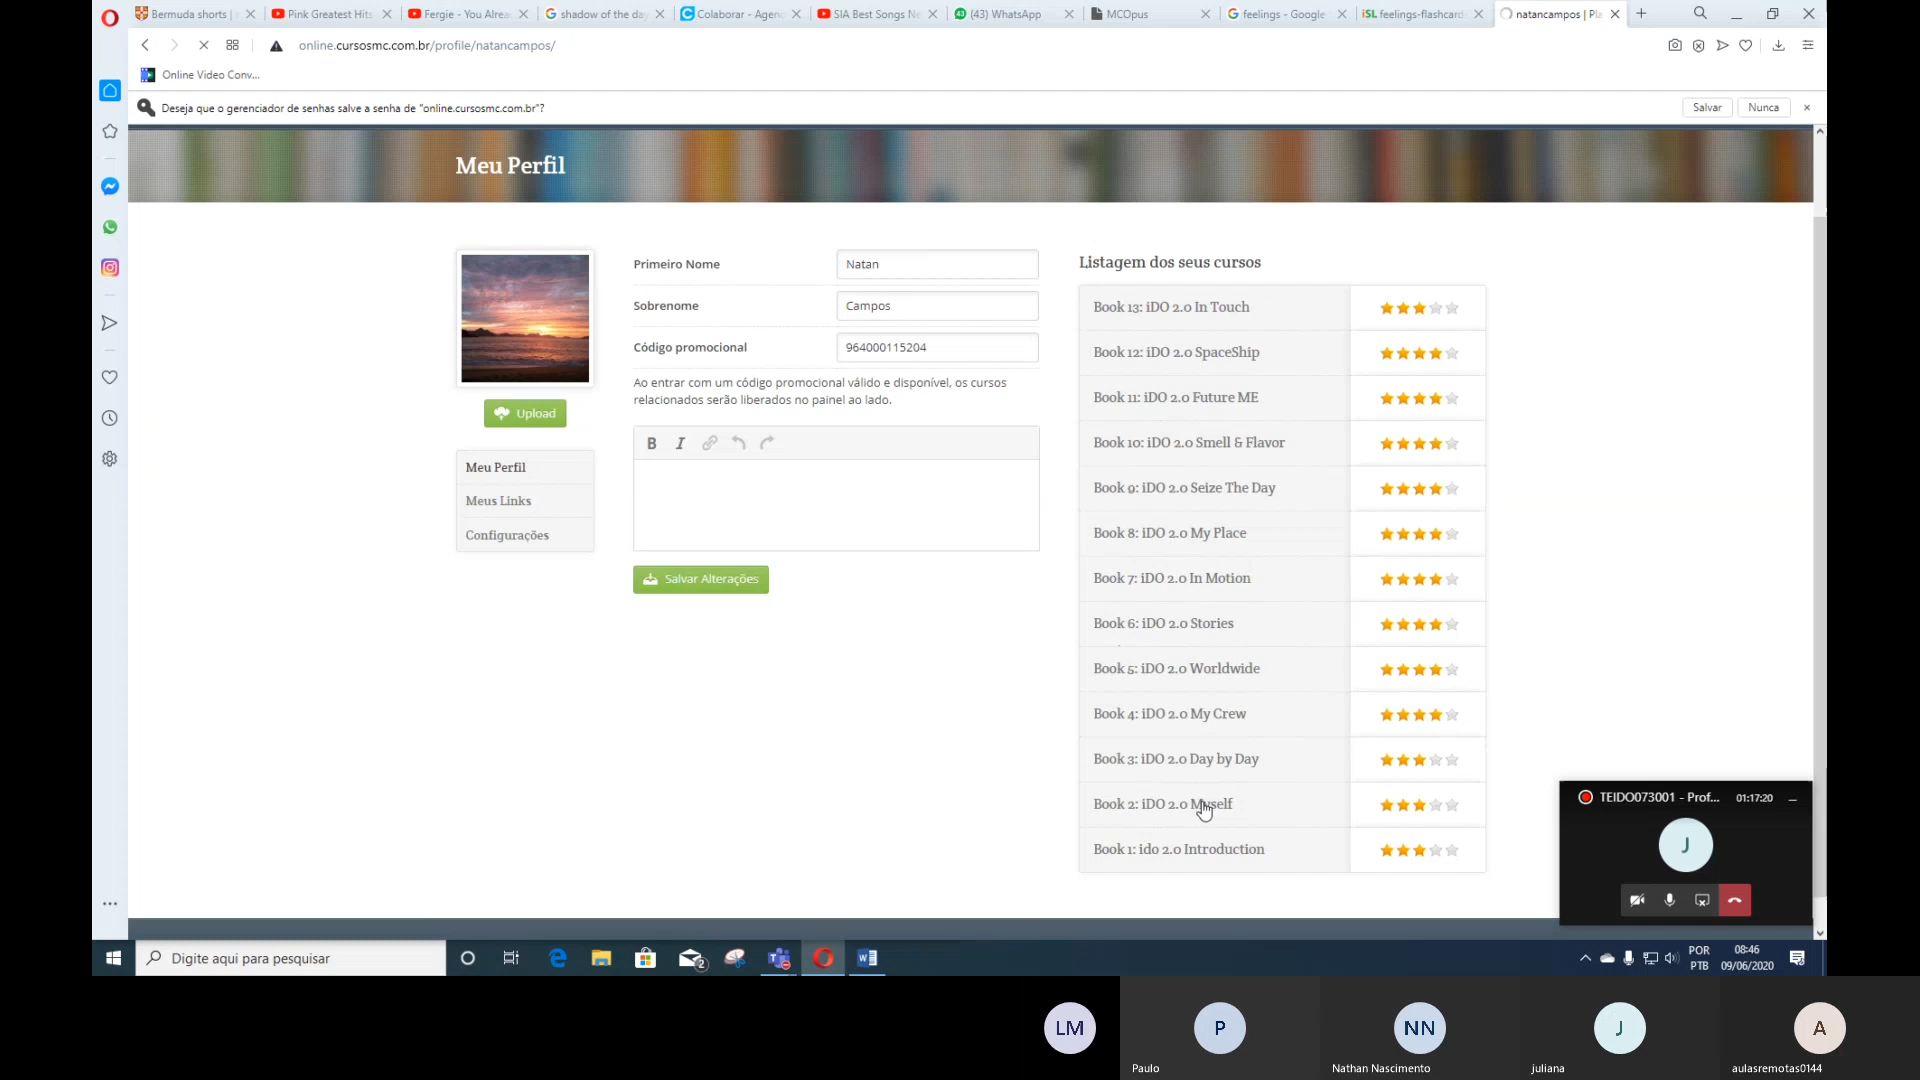 Bermuda shorts |
Pink Greatest Hits
Fergie - You Alrea
shadow of the da
Colaborar - Agen
SIA Best Songs Ne
(43) WhatsApp
MCOpus
feelings - Google
iSL feelings-flashcard
natancampos | Pla
online.cursosmc.com.br/profile/natancampos/
Online Video Conv...
Deseja que o gerenciador de senhas salve a senha de "online.cursosmc.com.br"?
Salvar
Nunca
Meu Perfil
Upload
Meu Perfil
Meus Links
Configurações
Primeiro Nome
Natan
Sobrenome
Campos
Código promocional
964000115204
Ao entrar com um código promocional válido e disponível, os cursos
relacionados serão liberados no painel ao lado.
B I
Salvar Alterações
Listagem dos seus cursos
Book 13: iDO 2.0 In Touch
Book 12: iDO 2.0 SpaceShip
Book 11: iDO 2.0 Future ME
Book 10: iDO 2.0 Smell & Flavor
Book 9: iDO 2.0 Seize The Day
Book 8: iDO 2.0 My Place
Book 7: iDO 2.0 In Motion
Book 6: iDO 2.0 Stories
Book 5: iDO 2.0 Worldwide
Book 4: iDO 2.0 My Crew
Book 3: iDO 2.0 Day by Day
Book 2: iDO 2.0 Myself
Book 1: ido 2.0 Introduction
TEIDO073001 - Prof... 01:17:20
J
Digite aqui para pesquisar
2
POR
PTB
08:46
09/06/2020
LM
P
Paulo
NN
Nathan Nascimento
J
juliana
A
aulasremotas0144